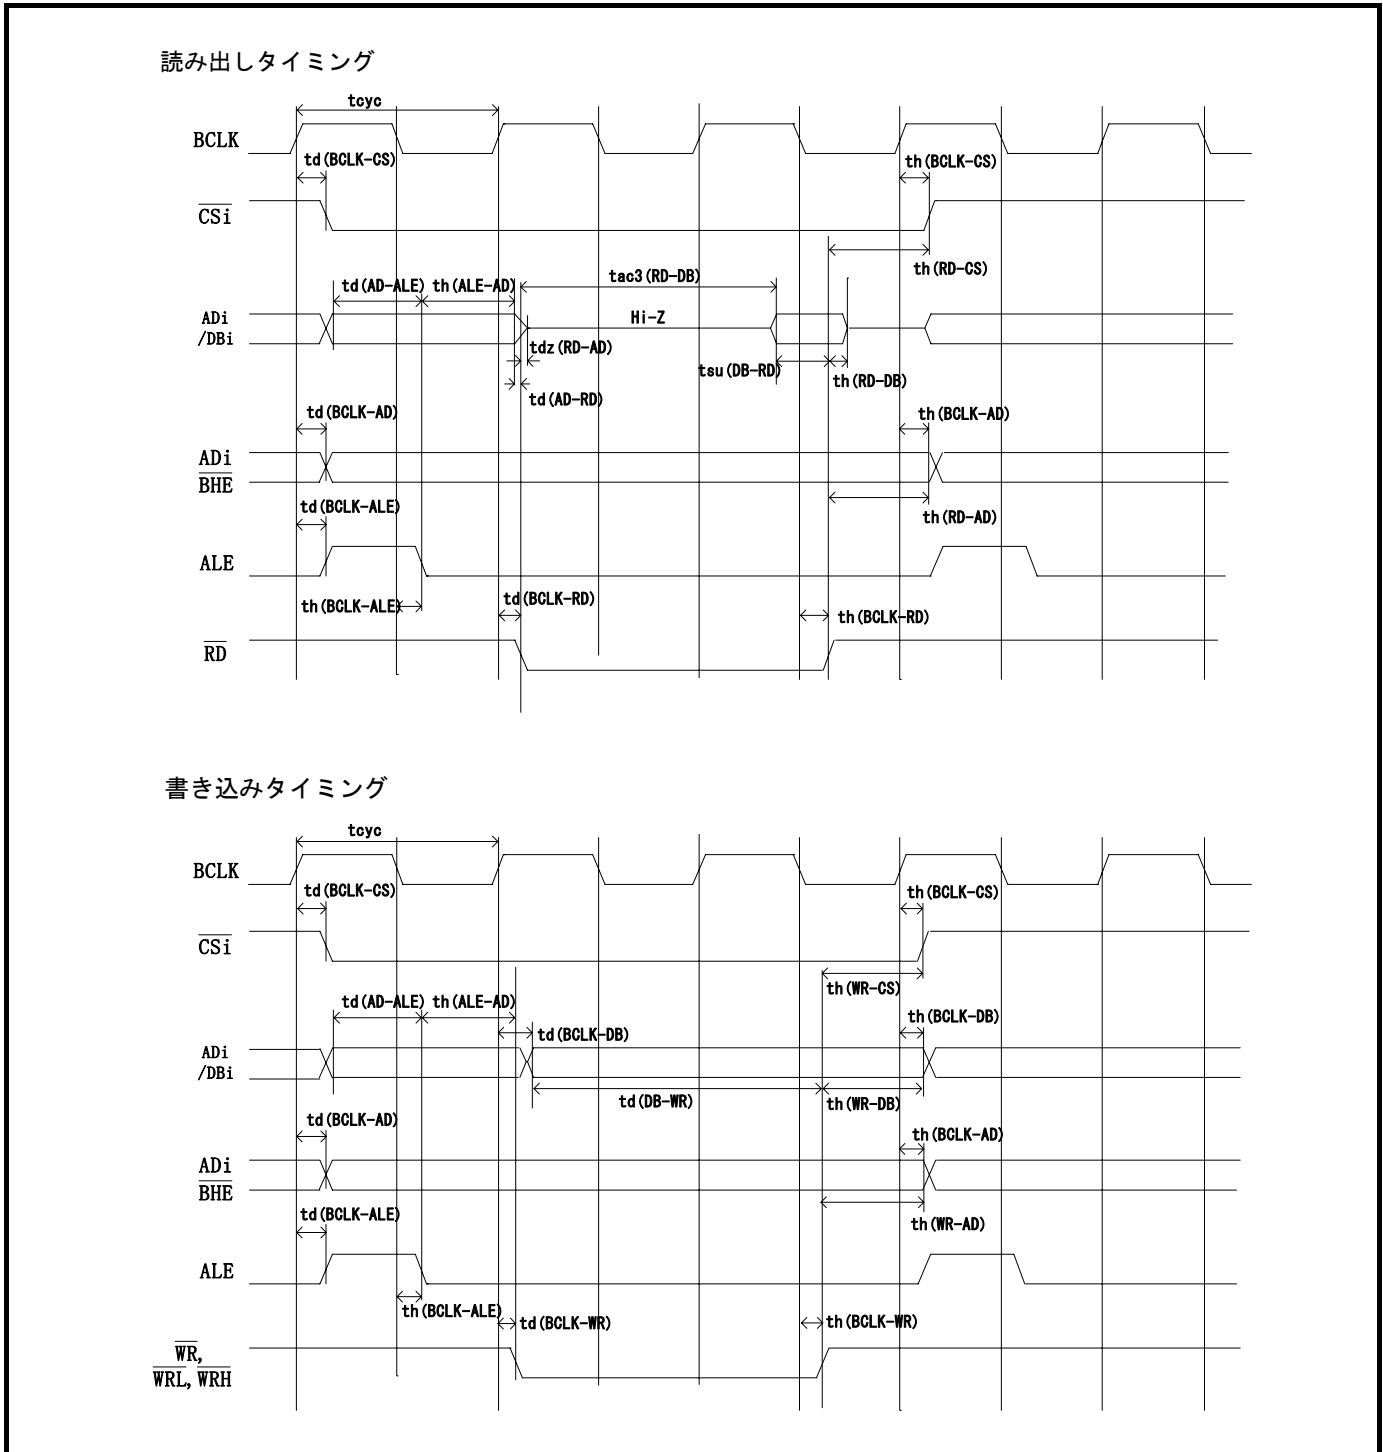 読み出しタイミング
tcyc
BCLK
td(BCLK-CS)
th(BCLK-CS)
CSi
th(RD-CS)
tac3(RD-DB)
td(AD-ALE)
th(ALE-AD)
ADi
/DBi
Hi-Z
tdz(RD-AD)
tsu(DB-RD)
th(RD-DB)
td(AD-RD)
td(BCLK-AD)
th(BCLK-AD)
ADi
BHE
td(BCLK-ALE)
th(RD-AD)
ALE
th(BCLK-ALE)
td(BCLK-RD)
th(BCLK-RD)
RD
書き込みタイミング
tcyc
BCLK
td(BCLK-CS)
th(BCLK-CS)
CSi
th(WR-CS)
td(AD-ALE)
th(ALE-AD)
th(BCLK-DB)
td(BCLK-DB)
ADi
/DBi
td(DB-WR)
th(WR-DB)
td(BCLK-AD)
th(BCLK-AD)
ADi
BHE
td(BCLK-ALE)
th(WR-AD)
ALE
th(BCLK-ALE)
td(BCLK-WR)
th(BCLK-WR)
WR,
WRL, WRH